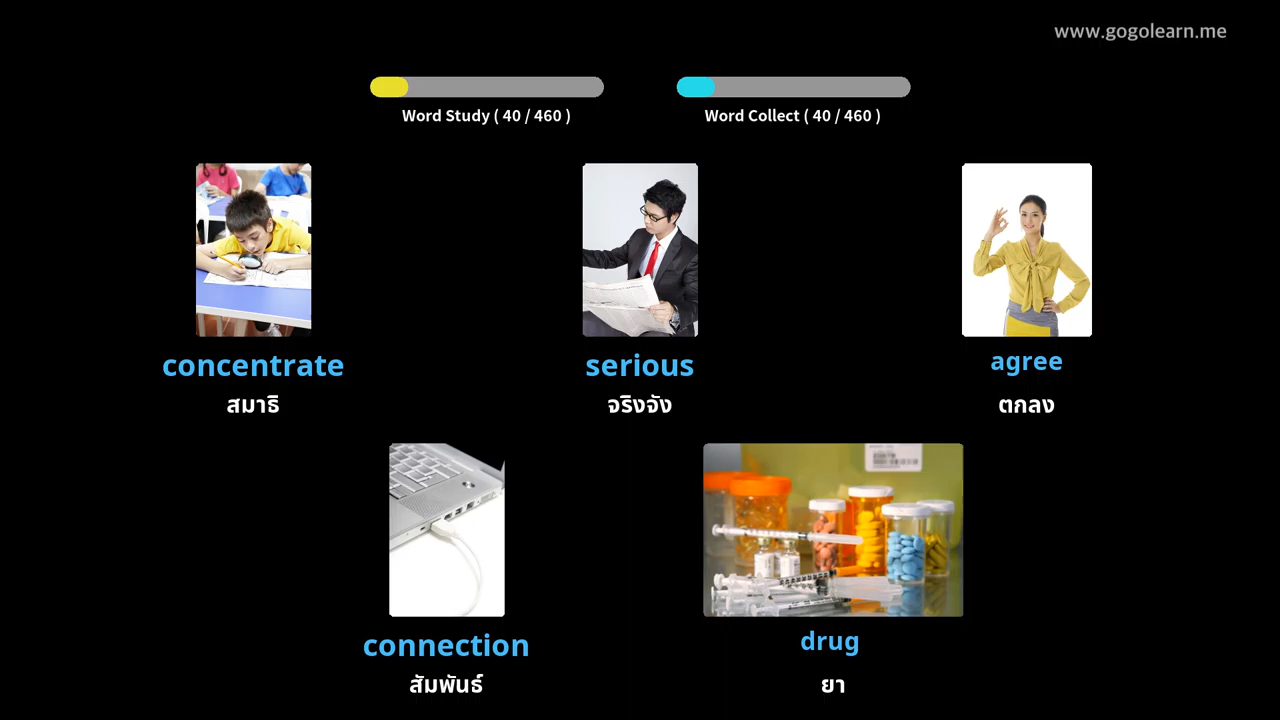 www.gogolearn.me
Word Study ( 40 / 460 )
Word Collect ( 40 / 460 )
concentrate
สมาธิ
serious
จริงจัง
agree
ตกลง
connection
สัมพันธ์
drug
ยา